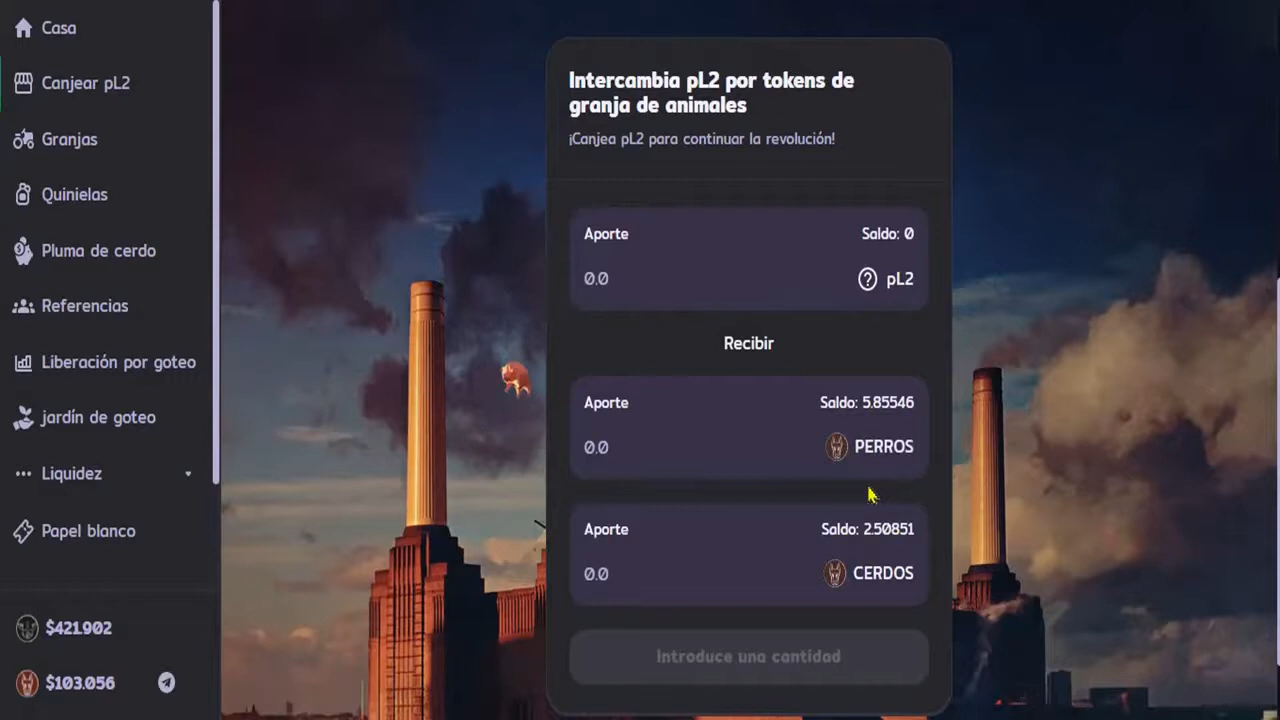 Casa
Canjear pL2
Granjas
Quinielas
Pluma de cerdo
Referencias
Liberación por goteo
jardín de goteo
Liquidez
Papel blanco
$421.902
$103.056
Intercambia pL2 por tokens de
granja de animales
¡Canjea pL2 para continuar la revolución!
Aporte Saldo: 0
0.0 pL2
Recibir
Aporte Saldo: 5.85546
0.0 PERROS
Aporte Saldo: 2.50851
0.0 CERDOS
Introduce una cantidad